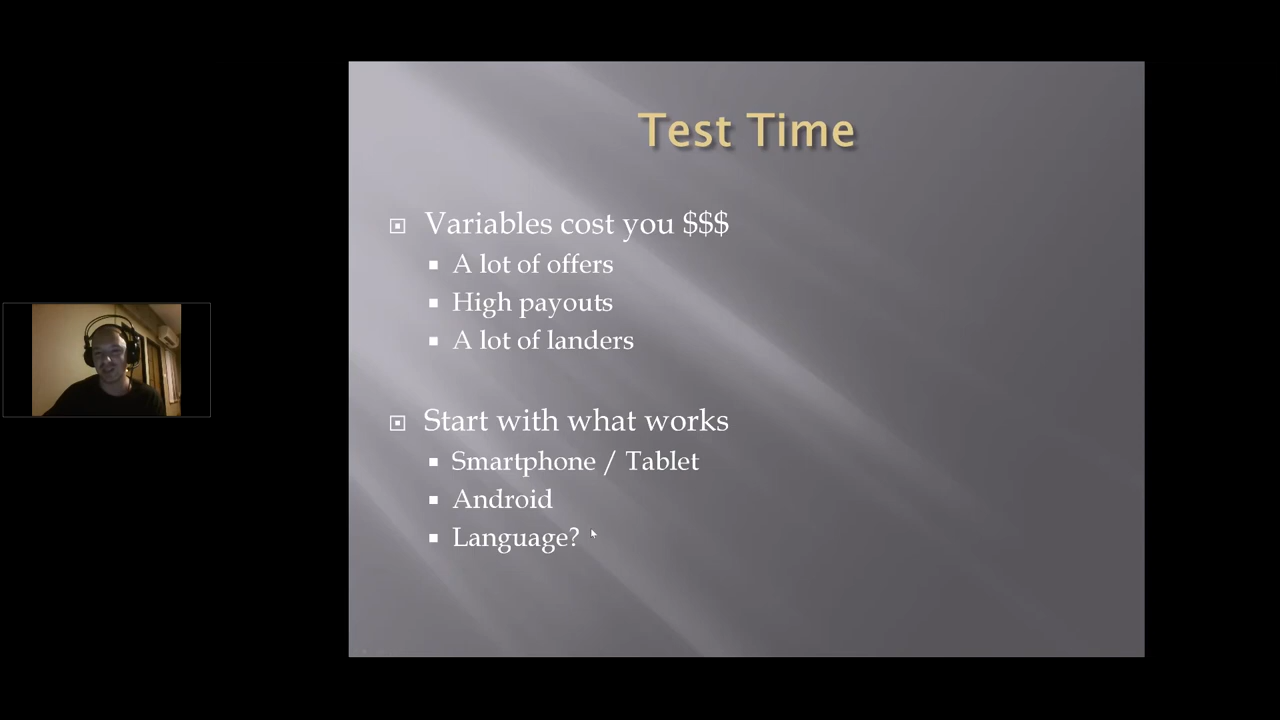 Test Time
Variables cost you $$$
A lot of offers
High payouts
A lot of landers
Start with what works
Smartphone / Tablet
Android
Language?